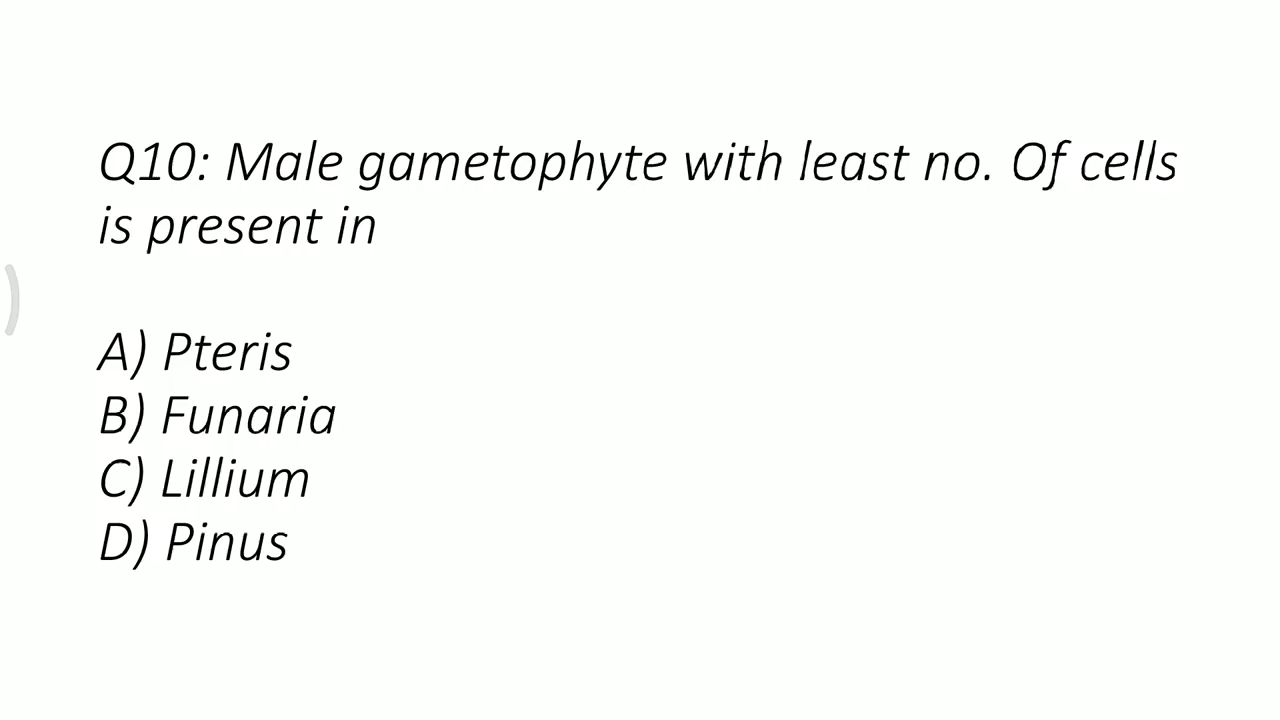 Q10: Male gametophyte with least no. Of cells
is present in
A) Pteris
B) Funaria
C) Lillium
D) Pinus